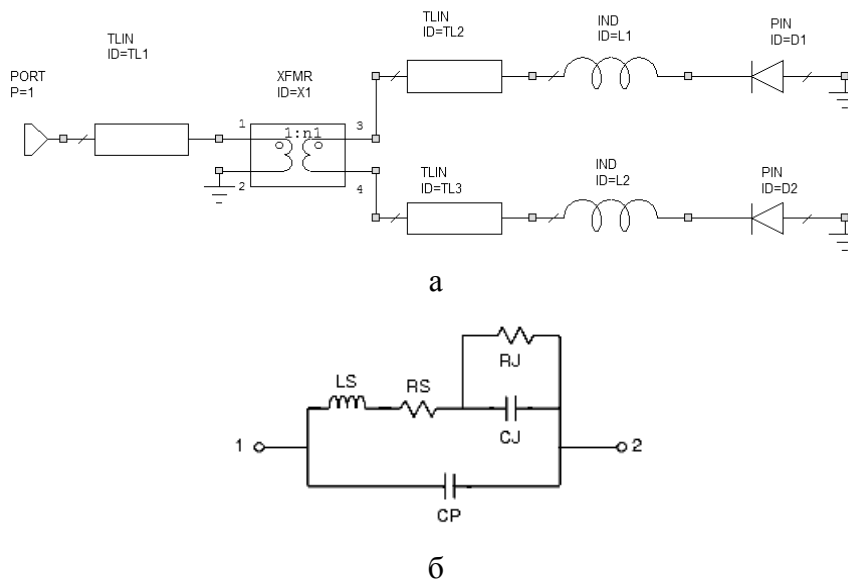 TLIN
ID=TL1
PORT
P=1
XFMR
ID=X1
1
1:n1
3
2
4
TLIN
ID=TL2
IND
ID=L1
PIN
ID=D1
TLIN
ID=TL3
IND
ID=L2
PIN
ID=D2
а
RJ
LS
RS
CJ
1
2
CP
б